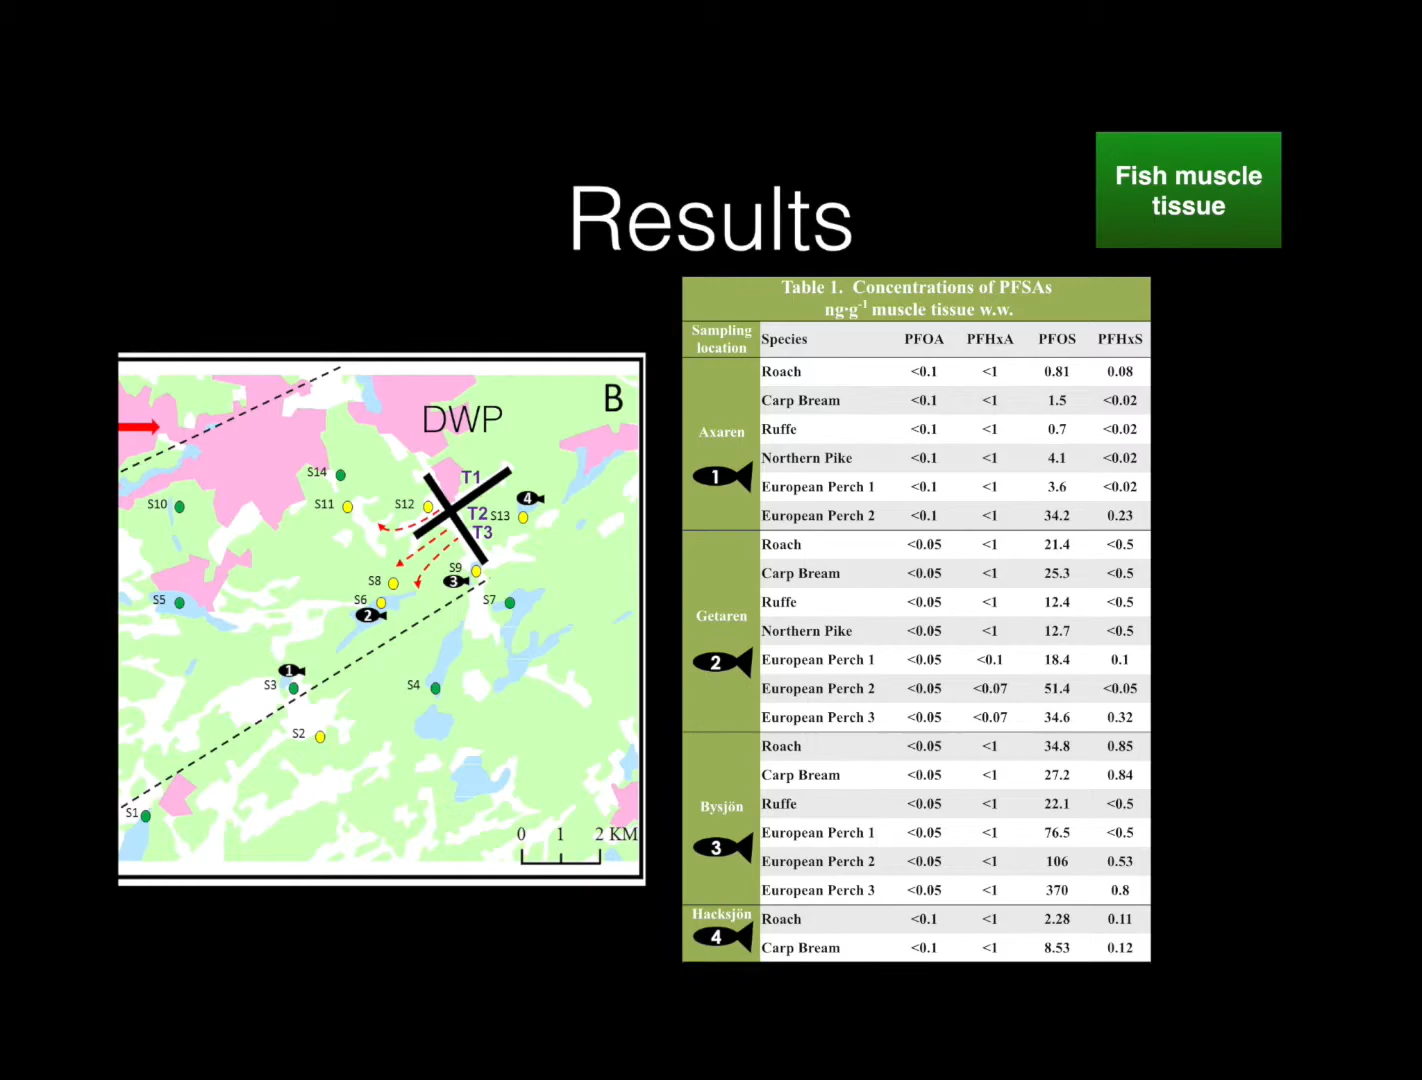 Fish muscle
tissue
Results
B
DWP
T1
T2
T3
S14
S10
S11
S12
4
S13
S9
3
S8
S5
S6
2
S7
1
S3
S4
S2
S1
0 1 2 KM
Table 1. Concentrations of PFSAs
ng·g-1 muscle tissue w.w.
Sampling location Species PFOA PFHxA PFOS PFHxS
Axaren
1
Roach <0.1 <1 0.81 0.08
Carp Bream <0.1 <1 1.5 <0.02
Ruffe <0.1 <1 0.7 <0.02
Northern Pike <0.1 <1 4.1 <0.02
European Perch 1 <0.1 <1 3.6 <0.02
European Perch 2 <0.1 <1 34.2 0.23
Getaren
2
Roach <0.05 <1 21.4 <0.5
Carp Bream <0.05 <1 25.3 <0.5
Ruffe <0.05 <1 12.4 <0.5
Northern Pike <0.05 <1 12.7 <0.5
European Perch 1 <0.05 <0.1 18.4 0.1
European Perch 2 <0.05 <0.07 51.4 <0.05
European Perch 3 <0.05 <0.07 34.6 0.32
Bysjön
3
Roach <0.05 <1 34.8 0.85
Carp Bream <0.05 <1 27.2 0.84
Ruffe <0.05 <1 22.1 <0.5
European Perch 1 <0.05 <1 76.5 <0.5
European Perch 2 <0.05 <1 106 0.53
European Perch 3 <0.05 <1 370 0.8
Hacksjön
4
Roach <0.1 <1 2.28 0.11
Carp Bream <0.1 <1 8.53 0.12